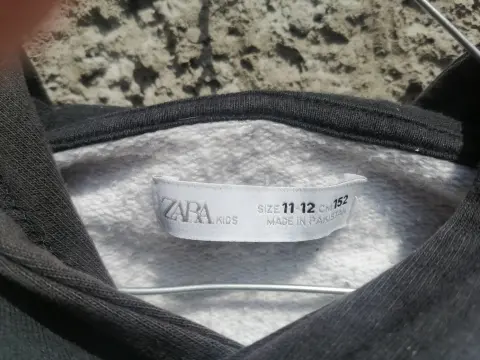 ZARA KIDS
SIZE 11-12 CM 152
MADE IN PAKISTAN